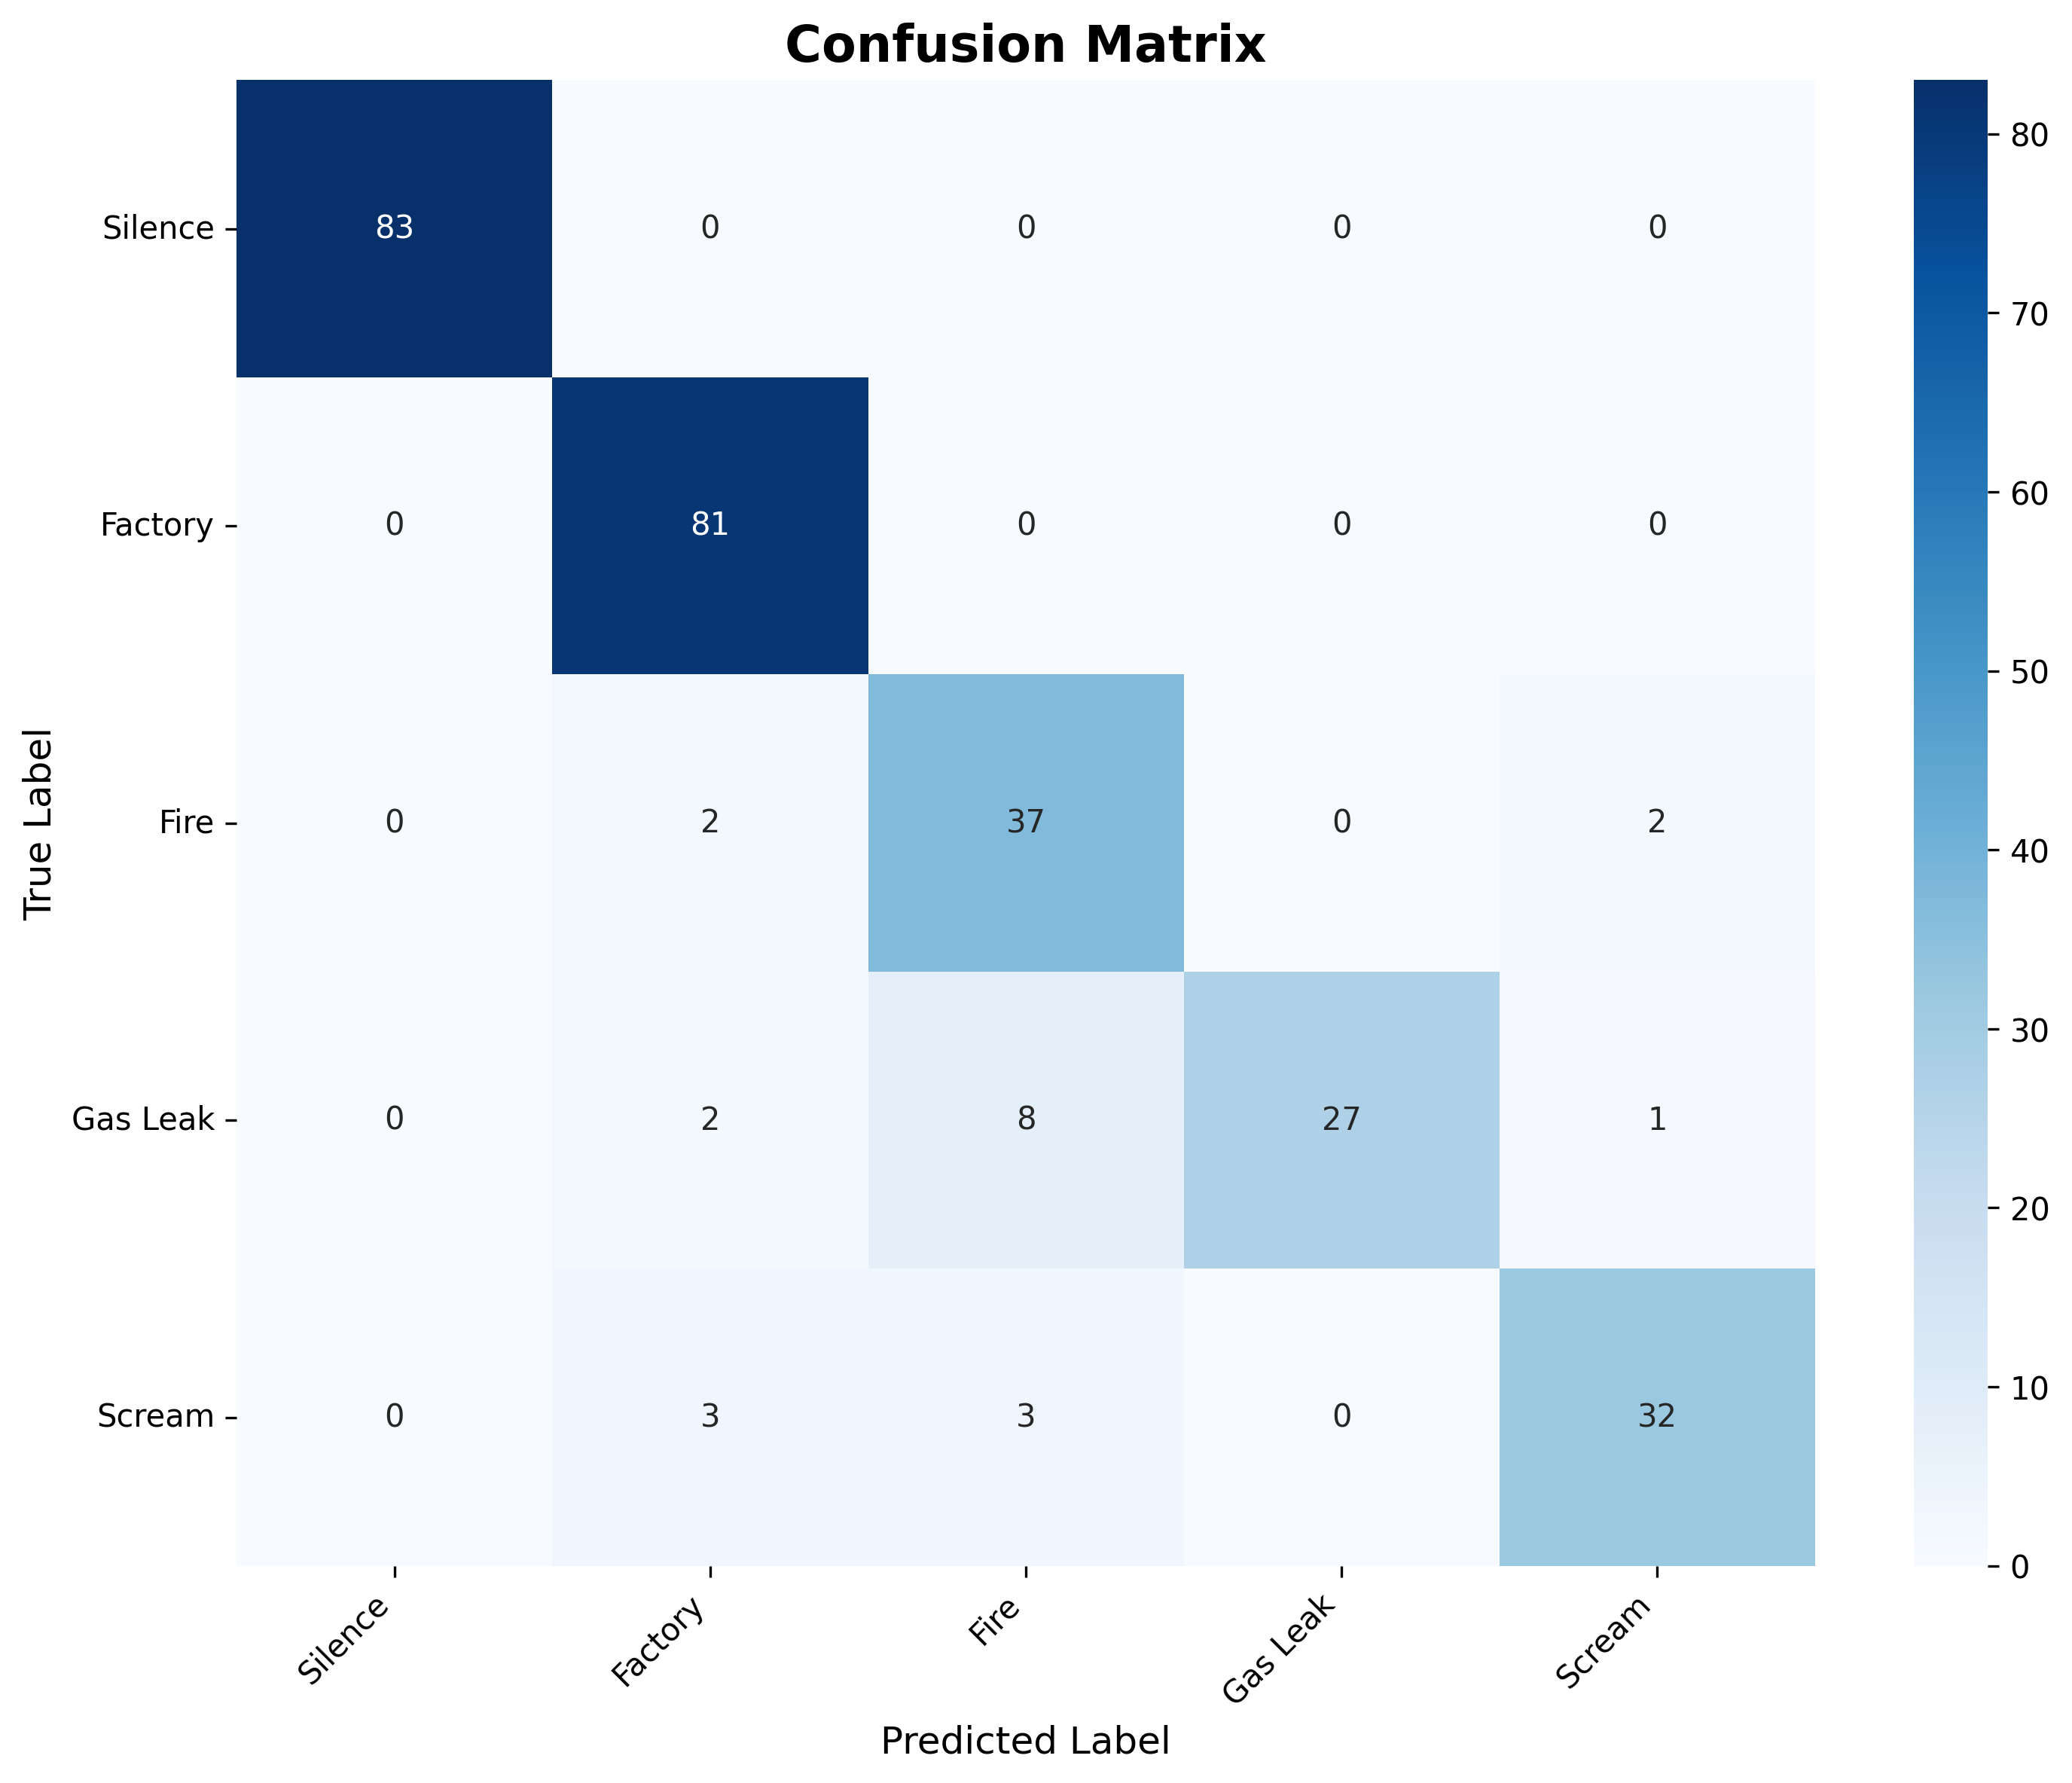 Confusion Matrix
True Label
Silence 83 0 0 0 0
Factory 0 81 0 0 0
Fire 0 2 37 0 2
Gas Leak 0 2 8 27 1
Scream 0 3 3 0 32
Silence Factory Fire Gas Leak Scream
Predicted Label
80
70
60
50
40
30
20
10
0